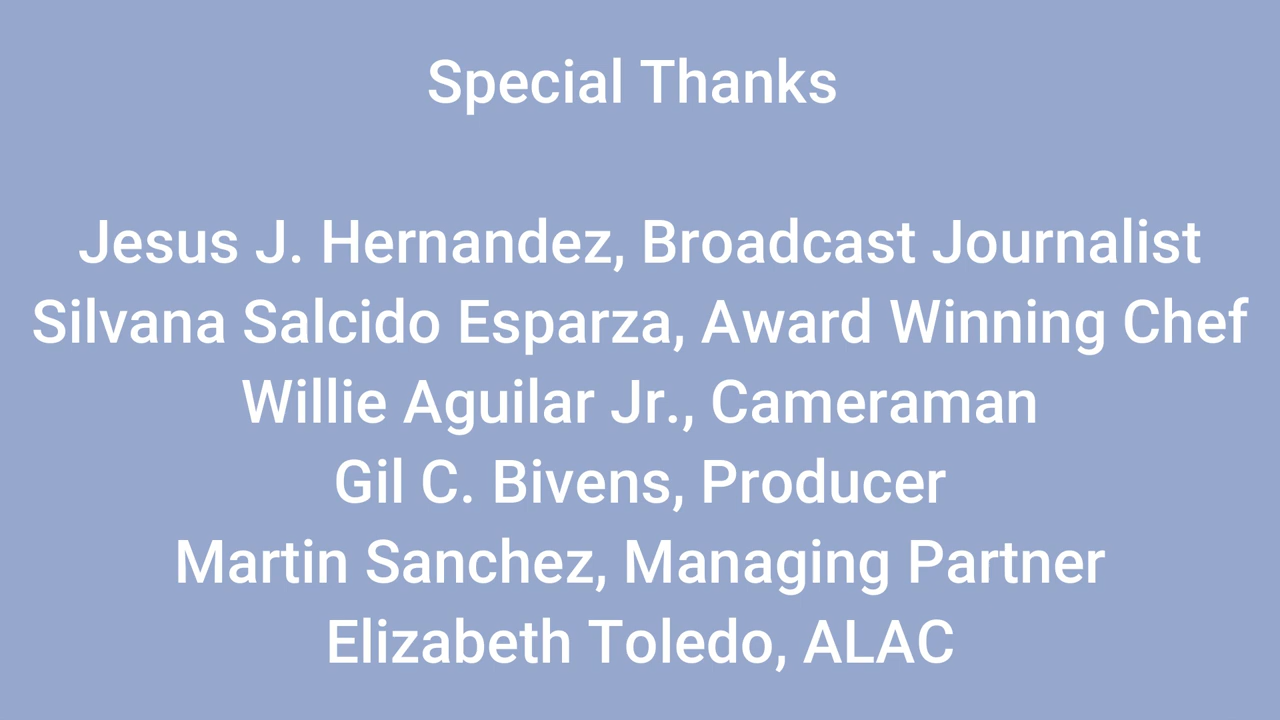 Special Thanks
Jesus J. Hernandez, Broadcast Journalist
Silvana Salcido Esparza, Award Winning Chef
Willie Aguilar Jr., Cameraman
Gil C. Bivens, Producer
Martin Sanchez, Managing Partner
Elizabeth Toledo, ALAC